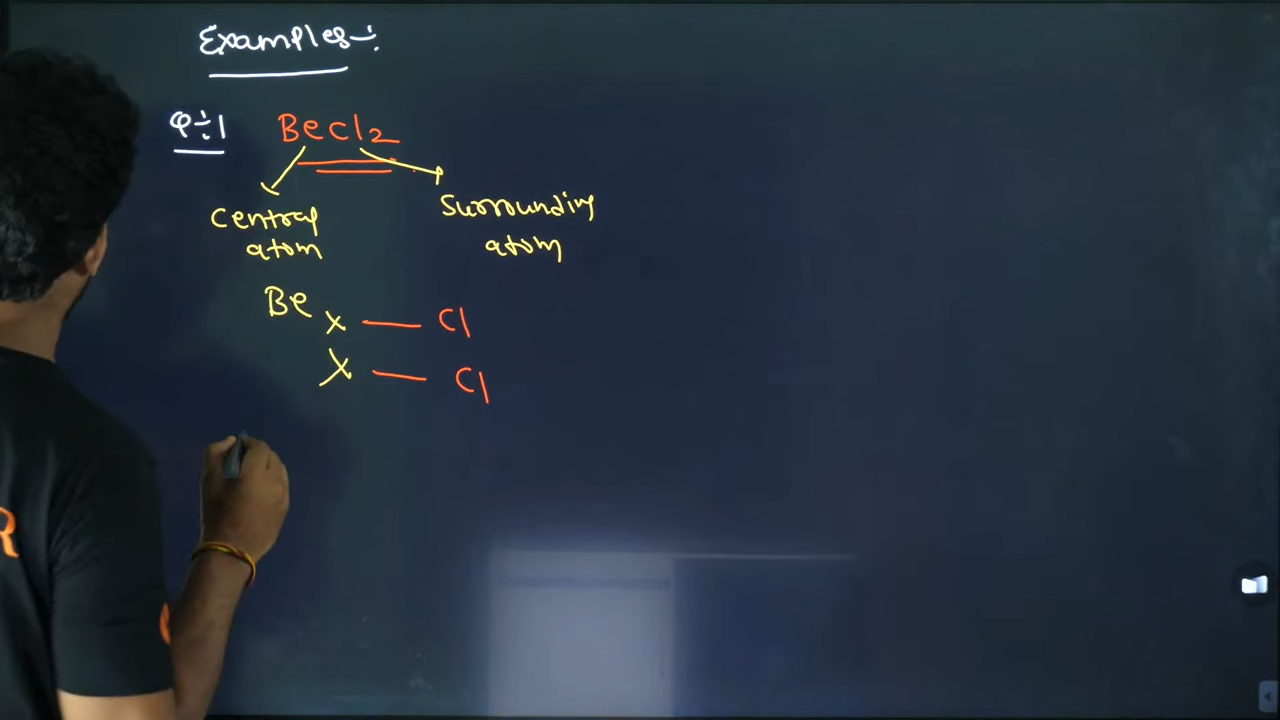 Examples :-
Q:1 BeCl2
Central Surrounding
atom atom
Be x — Cl
x — Cl
R